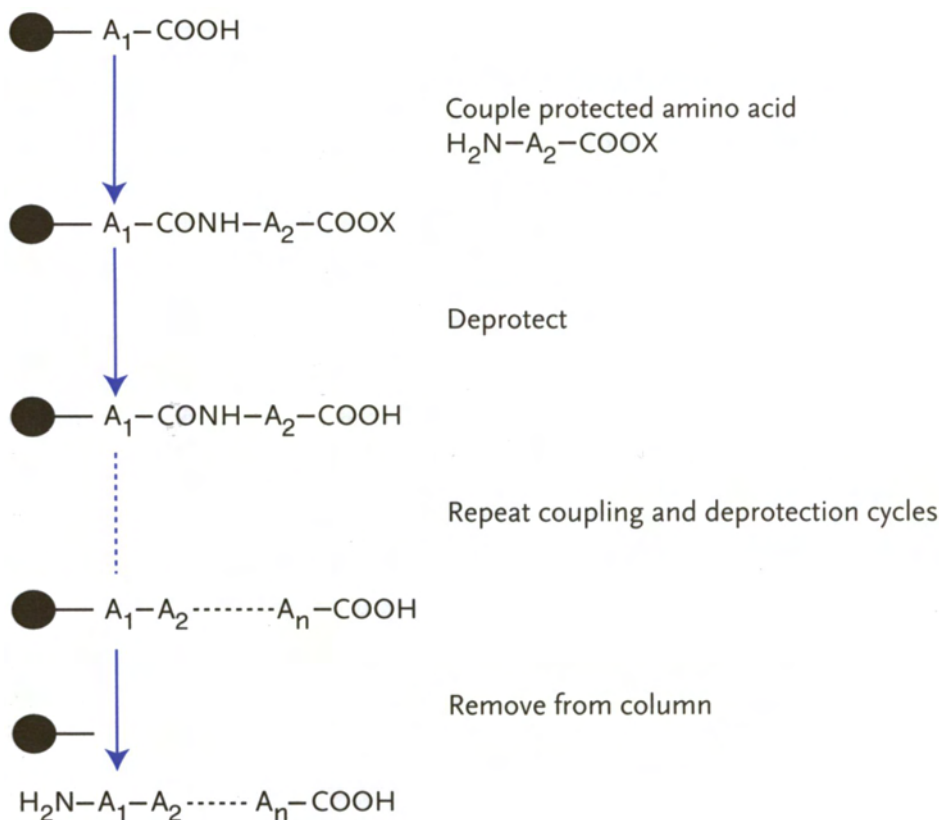 A₁–COOH
Couple protected amino acid
H₂N–A₂–COOX
A₁–CONH–A₂–COOX
Deprotect
A₁–CONH–A₂–COOH
Repeat coupling and deprotection cycles
A₁–A₂--------Aₙ–COOH
Remove from column
H₂N–A₁–A₂------Aₙ–COOH